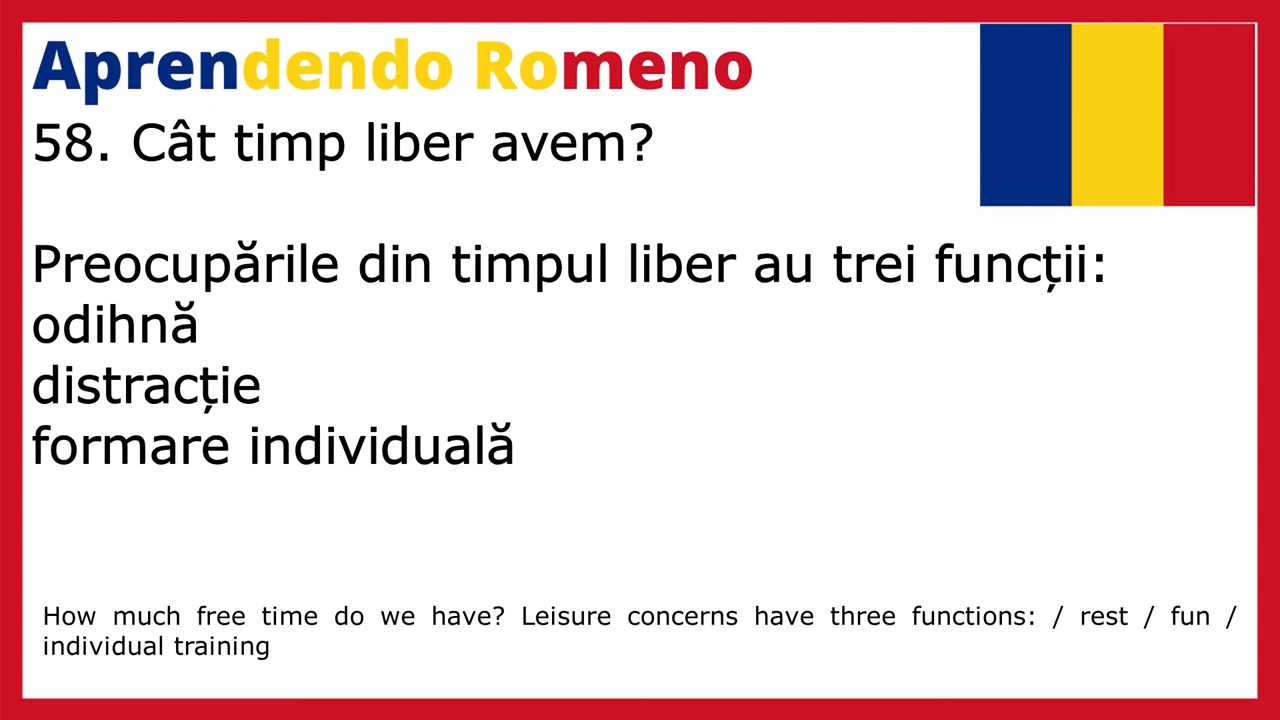 Aprendendo Romeno
58. Cât timp liber avem?
Preocupările din timpul liber au trei funcții:
odihnă
distracție
formare individuală
How much free time do we have? Leisure concerns have three functions: / rest / fun /
individual training